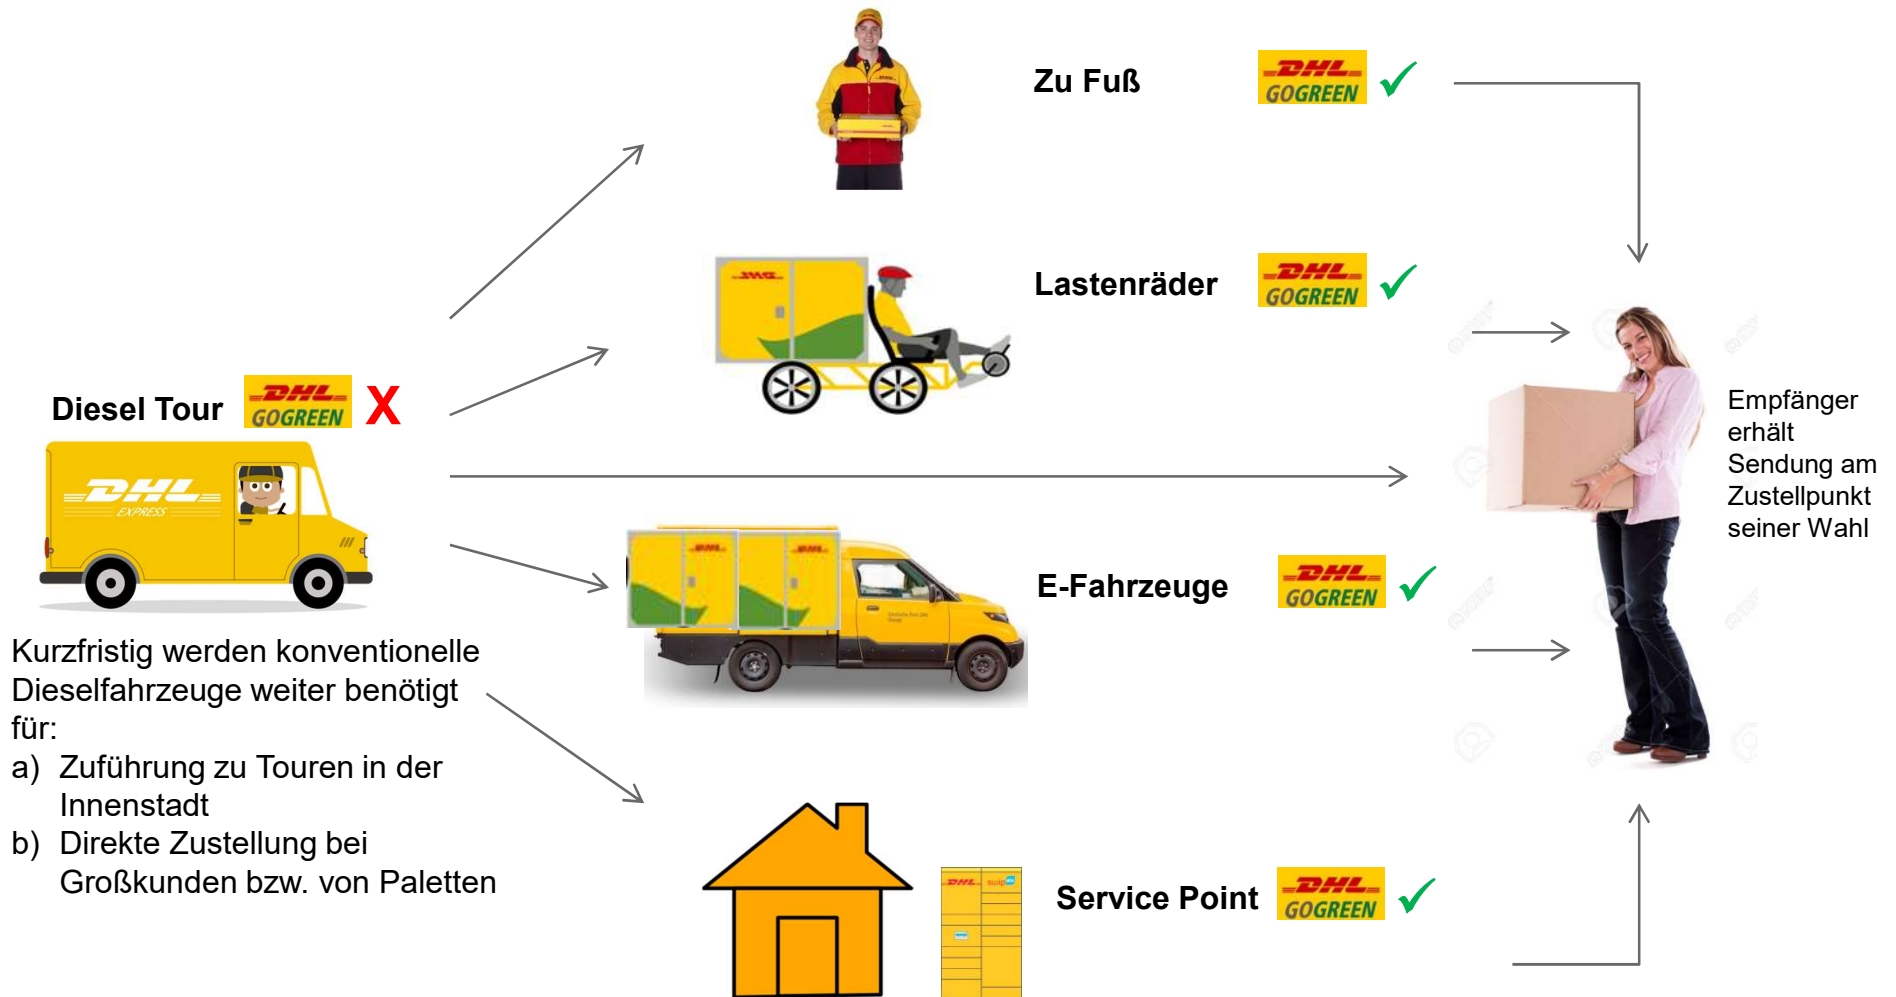 Zu Fuß
DHL
GOGREEN
Lastenräder
DHL
GOGREEN
Diesel Tour
DHL
GOGREEN
X
DHL
EXPRESS
Empfänger
erhält
Sendung am
Zustellpunkt
seiner Wahl
E-Fahrzeuge
DHL
GOGREEN
Kurzfristig werden konventionelle
Dieselfahrzeuge weiter benötigt
für:
a) Zuführung zu Touren in der
Innenstadt
b) Direkte Zustellung bei
Großkunden bzw. von Paletten
DHL
Service Point
DHL
GOGREEN